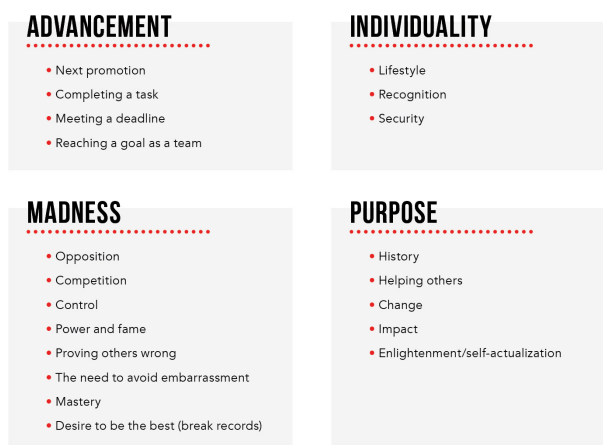 ADVANCEMENT
• Next promotion
• Completing a task
• Meeting a deadline
• Reaching a goal as a team
INDIVIDUALITY
• Lifestyle
• Recognition
• Security
MADNESS
• Opposition
• Competition
• Control
• Power and fame
• Proving others wrong
• The need to avoid embarrassment
• Mastery
• Desire to be the best (break records)
PURPOSE
• History
• Helping others
• Change
• Impact
• Enlightenment/self-actualization